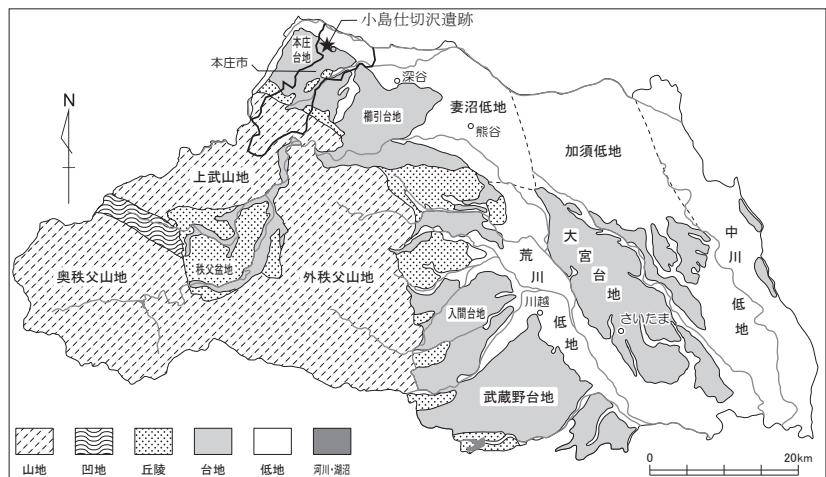 小島仕切沢遺跡
本庄台地
本庄市
深谷
櫛引台地
妻沼低地
熊谷
加須低地
N
上武山地
秩父盆地
奥秩父山地
外秩父山地
荒川低地
大宮台地
中川低地
入間台地
川越
さいたま
武蔵野台地
山地
凹地
丘陵
台地
低地
河川・湖沼
0 20km